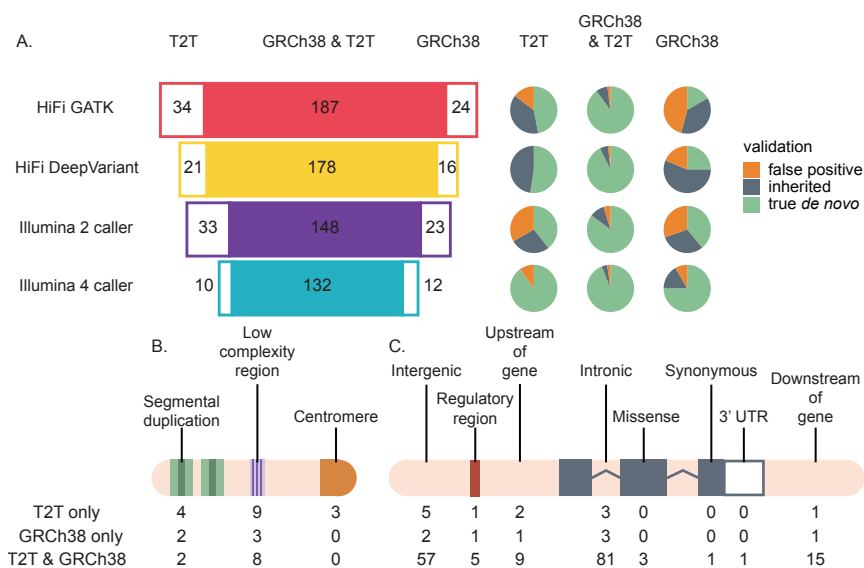 A.
T2T GRCh38 & T2T GRCh38 T2T GRCh38 & T2T GRCh38
HiFi GATK 34 187 24
HiFi DeepVariant 21 178 16
Illumina 2 caller 33 148 23
Illumina 4 caller 10 132 12
validation
false positive
inherited
true de novo
B.
Segmental duplication
Low complexity region
Centromere
C.
Intergenic
Regulatory region
Upstream of gene
Intronic
Missense
Synonymous
3' UTR
Downstream of gene
T2T only 4 9 3 5 1 2 3 0 0 0 1
GRCh38 only 2 3 0 2 1 1 3 0 0 0 1
T2T & GRCh38 2 8 0 57 5 9 81 3 1 1 15